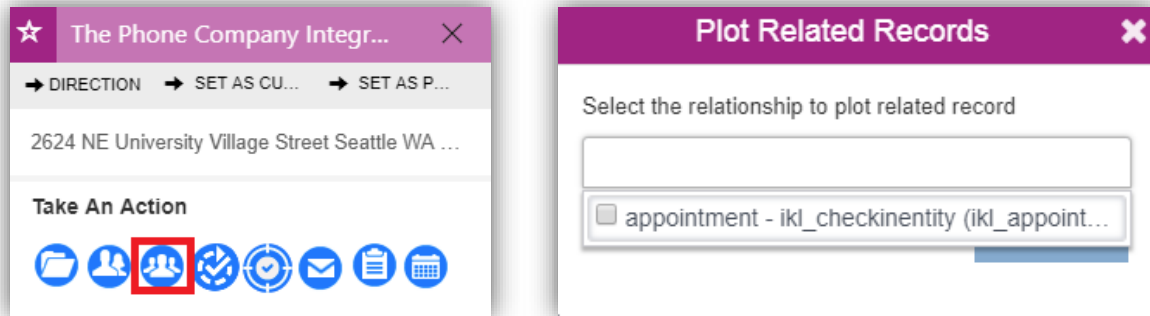 The Phone Company Integr...
DIRECTION SET AS CU... SET AS P...
2624 NE University Village Street Seattle WA ...
Take An Action
Plot Related Records
Select the relationship to plot related record
appointment - ikl_checkinentity (ikl_appoint...